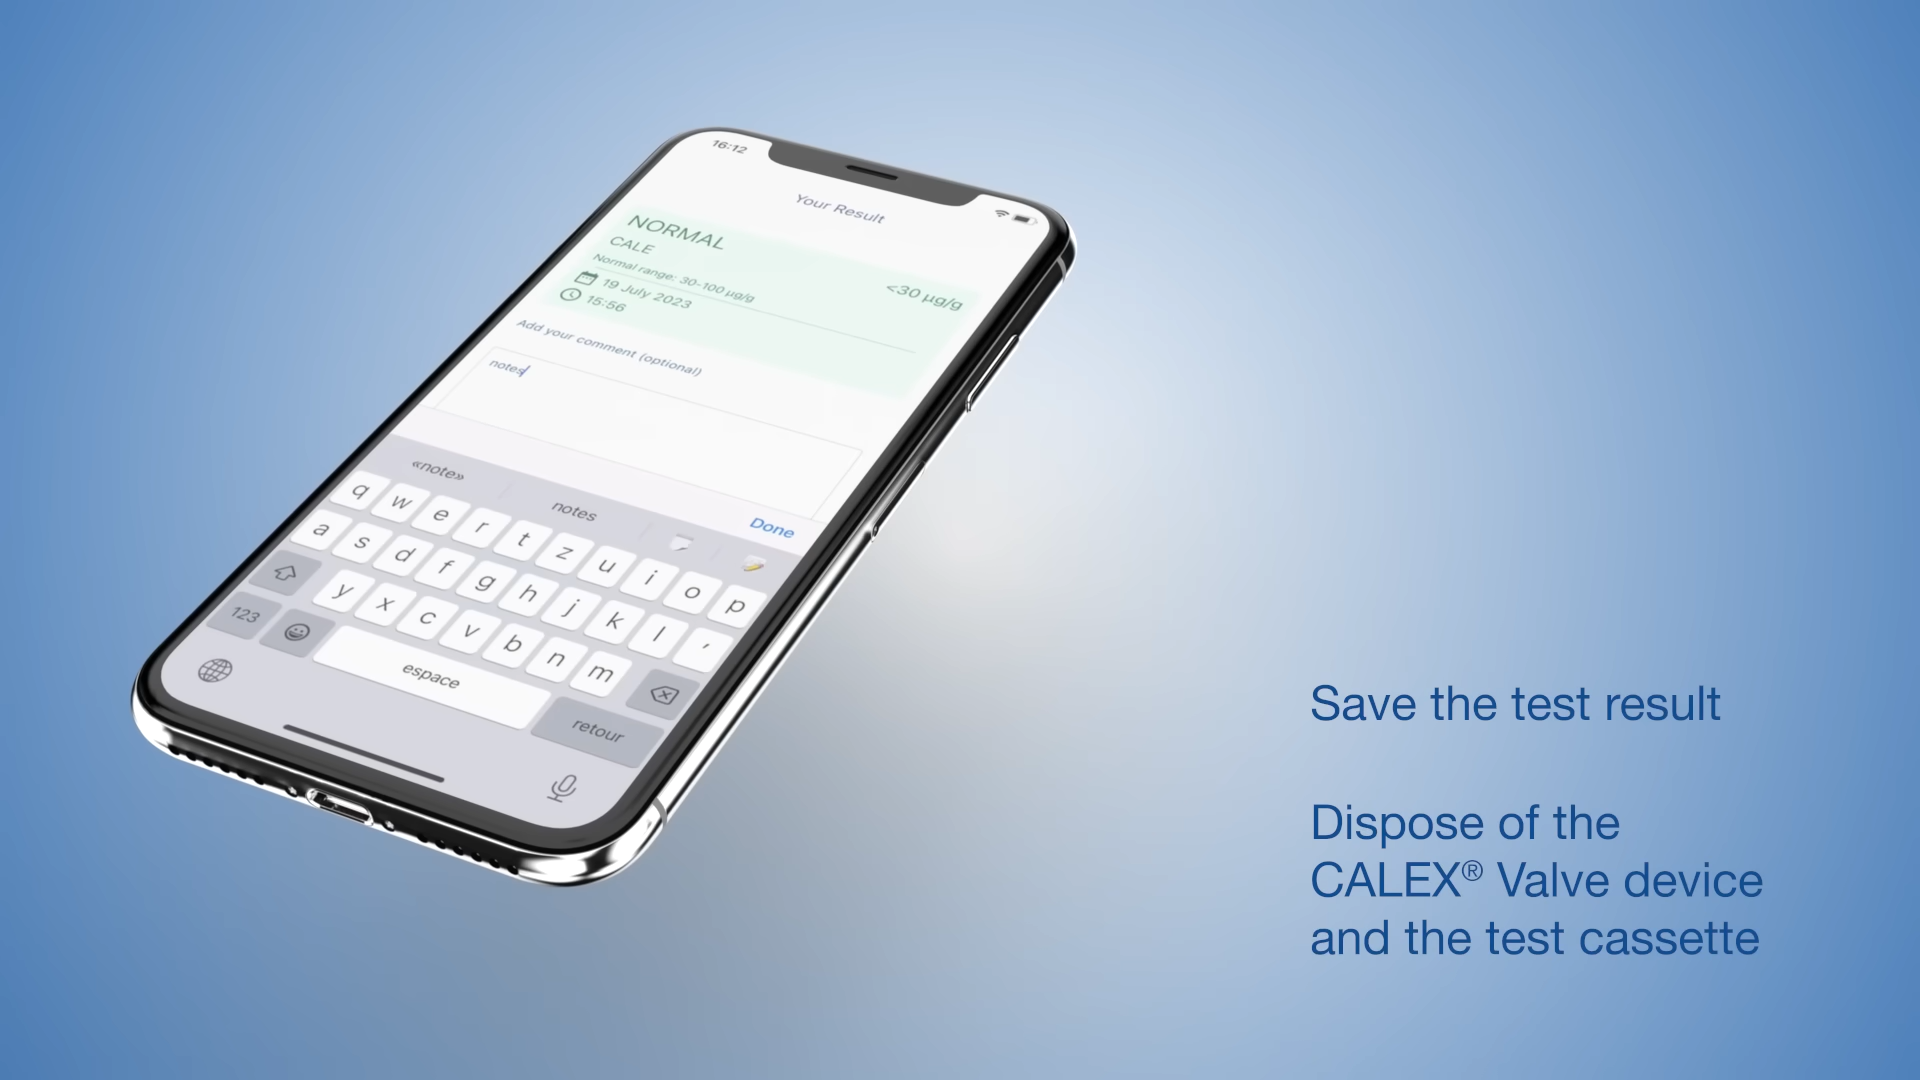 16:12
Your Result
NORMAL
CALE
<30 µg/g
Normal range: 30-100 µg/g
19 July 2023
15:56
Add your comment (optional)
notes
Done
«note» notes
q w e r t z u i o p
a s d f g h j k l ´
y x c v b n m
123 espace retour
Save the test result
Dispose of the
CALEX® Valve device
and the test cassette